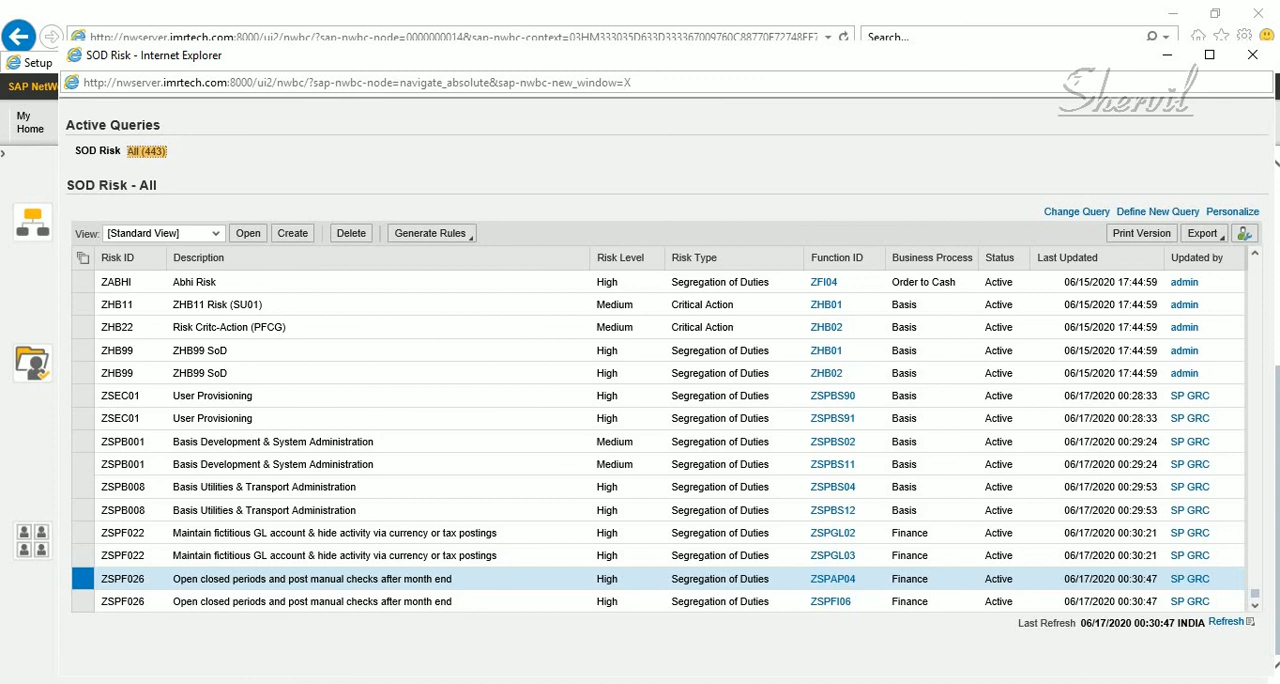 http://nwserver.imrtech.com:8000/ui2/nwbc/?sap-nwbc-node=0000000014&sap-nwbc-context=03HM333035D633D333367009760C88770F72748EF3
Search...
Setup
SOD Risk - Internet Explorer
http://nwserver.imrtech.com:8000/ui2/nwbc/?sap-nwbc-node=navigate_absolute&sap-nwbc-new_window=X
SAP NetW
Shervil
My
Home
Active Queries
SOD Risk All (443)
SOD Risk - All
Change Query Define New Query Personalize
View: [Standard View] Open Create Delete Generate Rules Print Version Export
Risk ID Description Risk Level Risk Type Function ID Business Process Status Last Updated Updated by
ZABHI Abhi Risk High Segregation of Duties ZFI04 Order to Cash Active 06/15/2020 17:44:59 admin
ZHB11 ZHB11 Risk (SU01) Medium Critical Action ZHB01 Basis Active 06/15/2020 17:44:59 admin
ZHB22 Risk Critc-Action (PFCG) Medium Critical Action ZHB02 Basis Active 06/15/2020 17:44:59 admin
ZHB99 ZHB99 SoD High Segregation of Duties ZHB01 Basis Active 06/15/2020 17:44:59 admin
ZHB99 ZHB99 SoD High Segregation of Duties ZHB02 Basis Active 06/15/2020 17:44:59 admin
ZSEC01 User Provisioning High Segregation of Duties ZSPBS90 Basis Active 06/17/2020 00:28:33 SP GRC
ZSEC01 User Provisioning High Segregation of Duties ZSPBS91 Basis Active 06/17/2020 00:28:33 SP GRC
ZSPB001 Basis Development & System Administration Medium Segregation of Duties ZSPBS02 Basis Active 06/17/2020 00:29:24 SP GRC
ZSPB001 Basis Development & System Administration Medium Segregation of Duties ZSPBS11 Basis Active 06/17/2020 00:29:24 SP GRC
ZSPB008 Basis Utilities & Transport Administration High Segregation of Duties ZSPBS04 Basis Active 06/17/2020 00:29:53 SP GRC
ZSPB008 Basis Utilities & Transport Administration High Segregation of Duties ZSPBS12 Basis Active 06/17/2020 00:29:53 SP GRC
ZSPF022 Maintain fictitious GL account & hide activity via currency or tax postings High Segregation of Duties ZSPGL02 Finance Active 06/17/2020 00:30:21 SP GRC
ZSPF022 Maintain fictitious GL account & hide activity via currency or tax postings High Segregation of Duties ZSPGL03 Finance Active 06/17/2020 00:30:21 SP GRC
ZSPF026 Open closed periods and post manual checks after month end High Segregation of Duties ZSPAP04 Finance Active 06/17/2020 00:30:47 SP GRC
ZSPF026 Open closed periods and post manual checks after month end High Segregation of Duties ZSPFI06 Finance Active 06/17/2020 00:30:47 SP GRC
Last Refresh 06/17/2020 00:30:47 INDIA Refresh